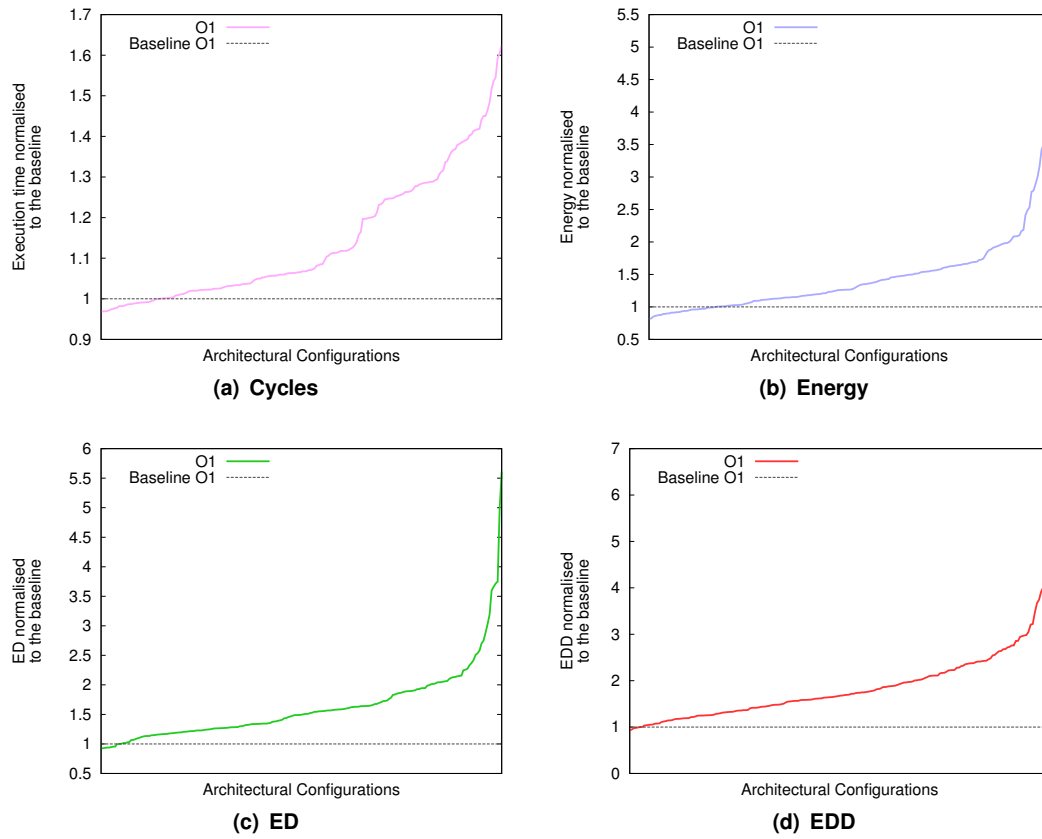 1.7
1.6
1.5
1.4
1.3
1.2
1.1
1
0.9
Execution time normalised
to the baseline
O1
Baseline O1
Architectural Configurations
(a) Cycles
5.5
5
4.5
4
3.5
3
2.5
2
1.5
1
0.5
Energy normalised
to the baseline
O1
Baseline O1
Architectural Configurations
(b) Energy
6
5.5
5
4.5
4
3.5
3
2.5
2
1.5
1
0.5
ED normalised
to the baseline
O1
Baseline O1
Architectural Configurations
(c) ED
7
6
5
4
3
2
1
0
EDD normalised
to the baseline
O1
Baseline O1
Architectural Configurations
(d) EDD